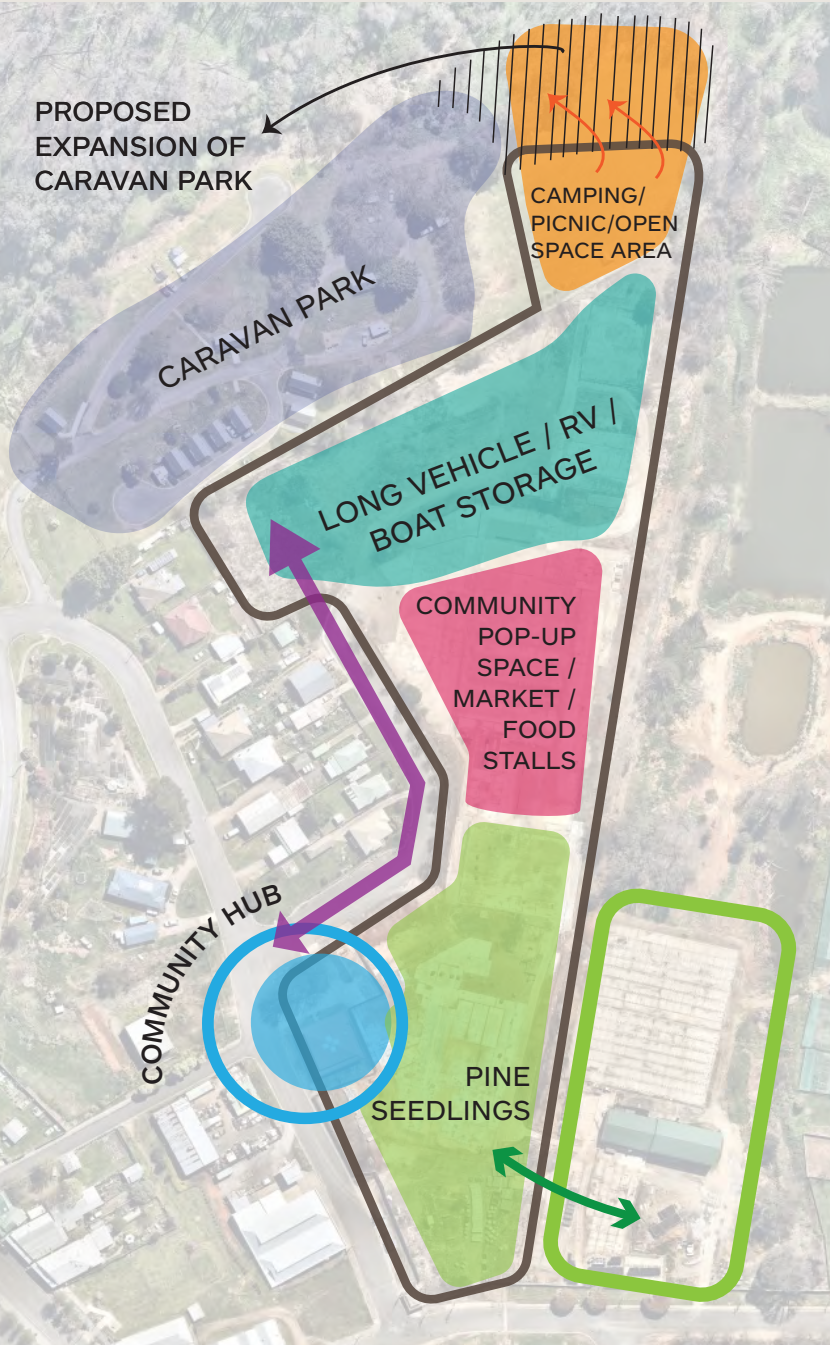 PROPOSED
EXPANSION OF
CARAVAN PARK
CAMPING/
PICNIC/OPEN
SPACE AREA
CARAVAN PARK
LONG VEHICLE / RV /
BOAT STORAGE
COMMUNITY
POP-UP
SPACE /
MARKET /
FOOD
STALLS
COMMUNITY HUB
PINE
SEEDLINGS